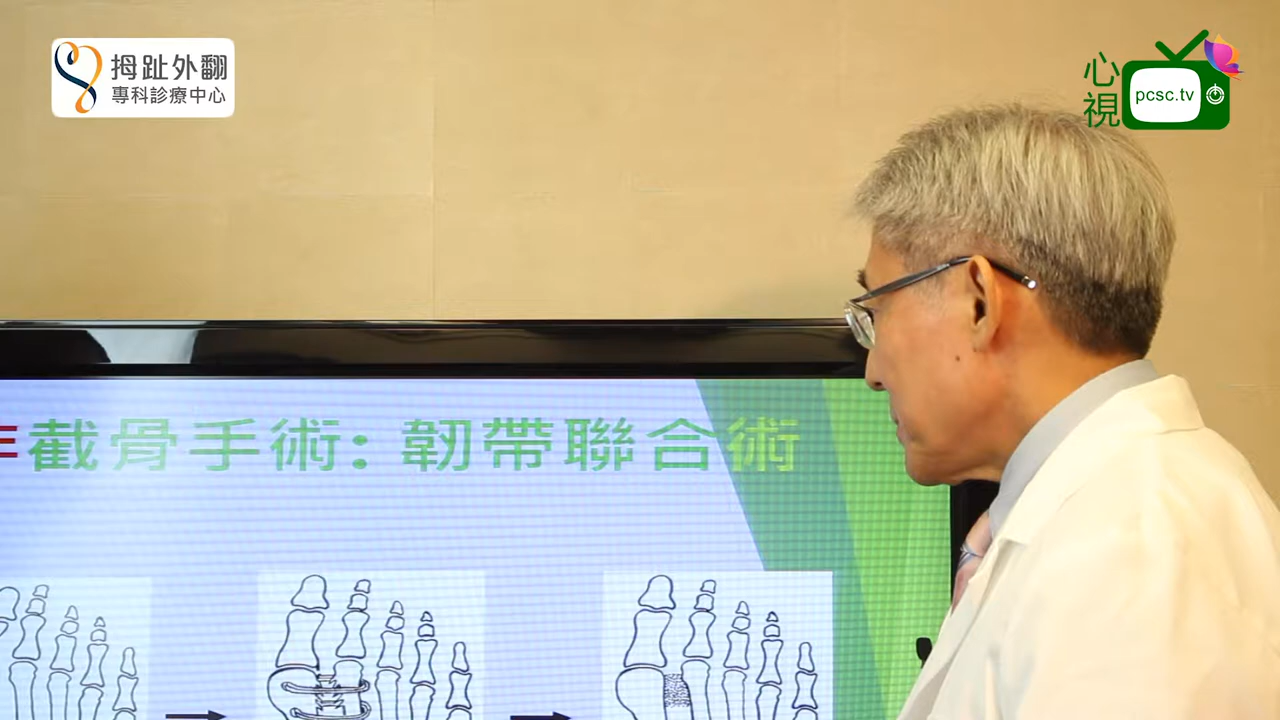 拇趾外翻
專科診療中心
心視
pcsc.tv
截骨手術: 韌帶聯合術